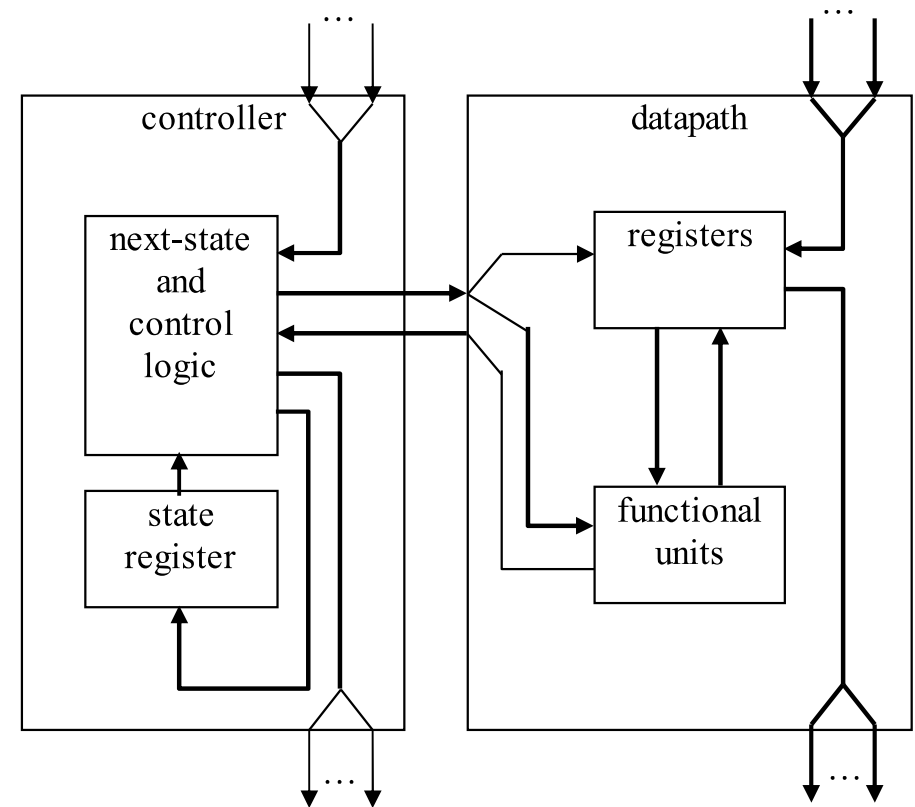 ...
...
controller
datapath
next-state
and
control
logic
registers
state
register
functional
units
...
...